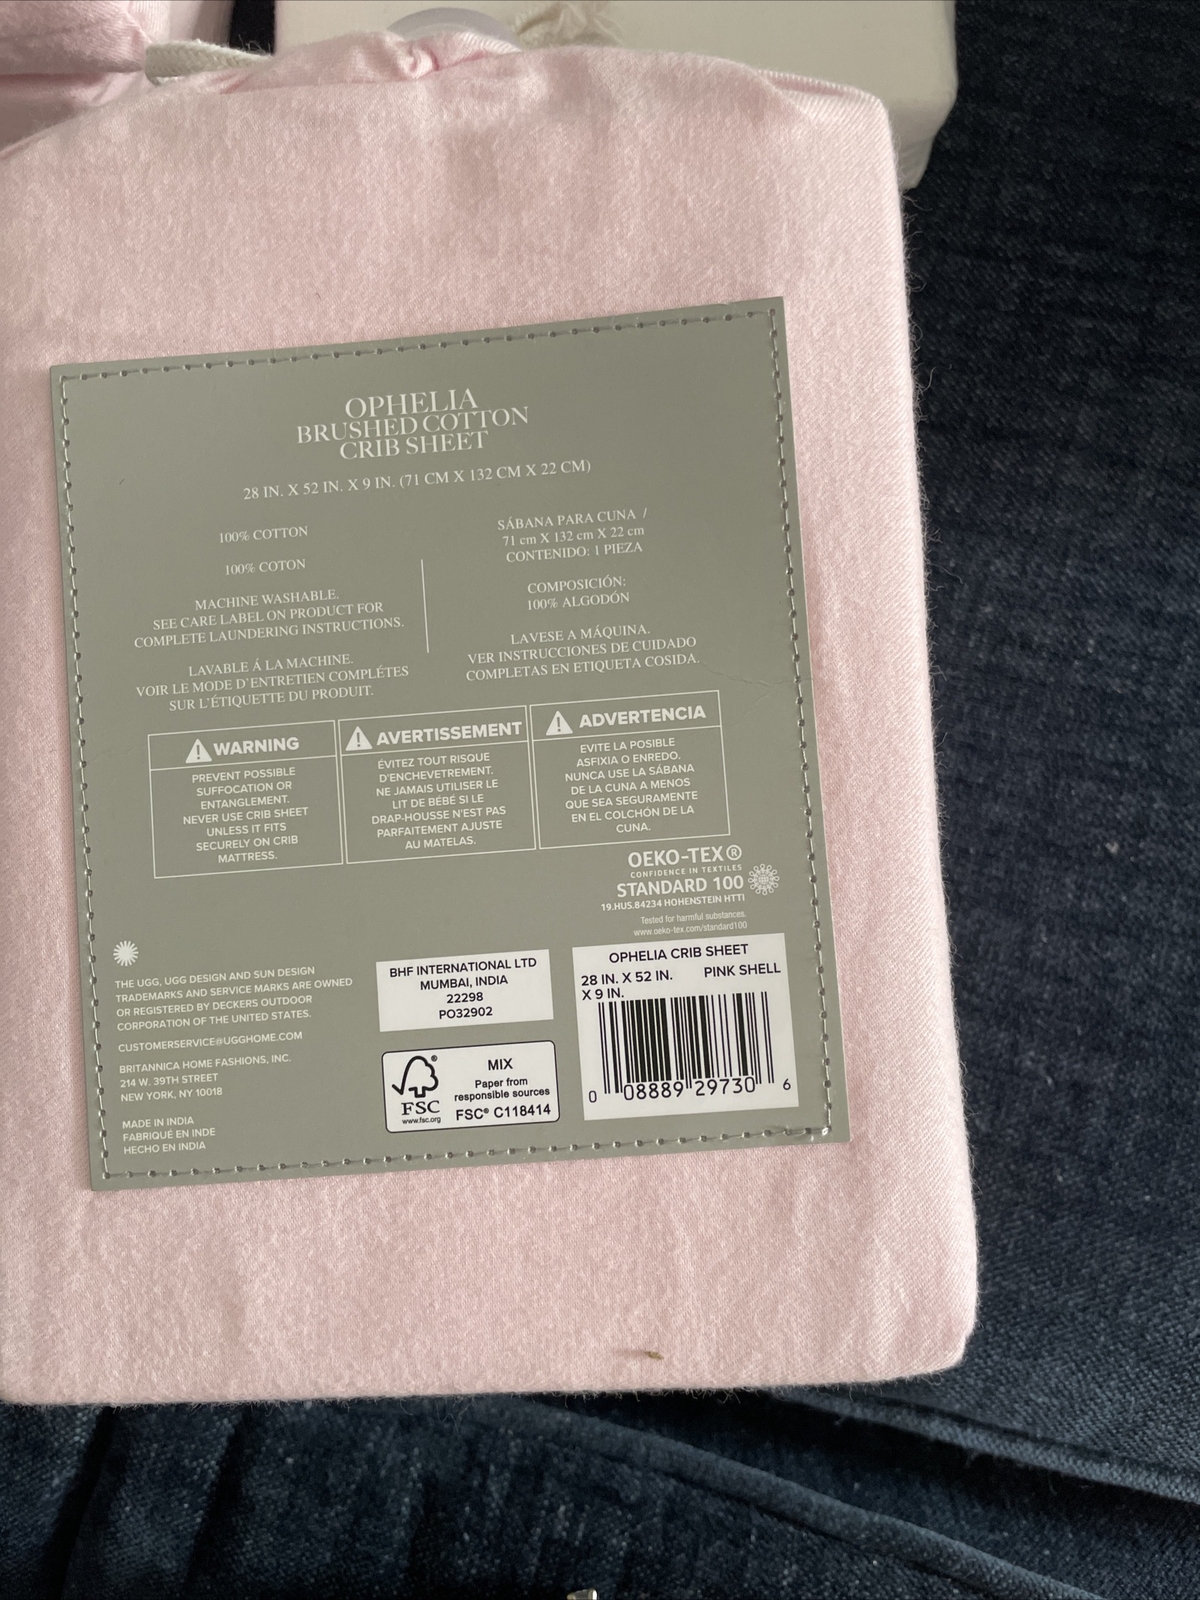 OPHELIA
BRUSHED COTTON
CRIB SHEET
28 IN. X 52 IN. X 9 IN. (71 CM X 132 CM X 22 CM)
100% COTTON
100% COTON
MACHINE WASHABLE.
SEE CARE LABEL ON PRODUCT FOR
COMPLETE LAUNDERING INSTRUCTIONS.
LAVABLE Á LA MACHINE.
VOIR LE MODE D'ENTRETIEN COMPLÉTES
SUR L'ÉTIQUETTE DU PRODUIT.
SÁBANA PARA CUNA /
71 cm X 132 cm X 22 cm
CONTENIDO: 1 PIEZA
COMPOSICIÓN:
100% ALGODÓN
LAVESE A MÁQUINA.
VER INSTRUCCIONES DE CUIDADO
COMPLETAS EN ETIQUETA COSIDA.
WARNING
PREVENT POSSIBLE
SUFFOCATION OR
ENTANGLEMENT.
NEVER USE CRIB SHEET
UNLESS IT FITS
SECURELY ON CRIB
MATTRESS.
AVERTISSEMENT
ÉVITEZ TOUT RISQUE
D'ENCHEVETREMENT.
NE JAMAIS UTILISER LE
LIT DE BÉBÉ SI LE
DRAP-HOUSSE N'EST PAS
PARFAITEMENT AJUSTE
AU MATELAS.
ADVERTENCIA
EVITE LA POSIBLE
ASFIXIA O ENREDO.
NUNCA USE LA SÁBANA
DE LA CUNA A MENOS
QUE SEA SEGURAMENTE
EN EL COLCHÓN DE LA
CUNA.
OEKO-TEX®
CONFIDENCE IN TEXTILES
STANDARD 100
19.HUS.84234 HOHENSTEIN HTTI
Tested for harmful substances.
www.oeko-tex.com/standard100
THE UGG, UGG DESIGN AND SUN DESIGN
TRADEMARKS AND SERVICE MARKS ARE OWNED
OR REGISTERED BY DECKERS OUTDOOR
CORPORATION OF THE UNITED STATES.
CUSTOMERSERVICE@UGGHOME.COM
BRITANNICA HOME FASHIONS, INC.
214 W. 39TH STREET
NEW YORK, NY 10018
MADE IN INDIA
FABRIQUÉ EN INDE
HECHO EN INDIA
BHF INTERNATIONAL LTD
MUMBAI, INDIA
22298
PO32902
FSC
www.fsc.org
MIX
Paper from
responsible sources
FSC® C118414
OPHELIA CRIB SHEET
28 IN. X 52 IN. PINK SHELL
X 9 IN.
0 08889 29730 6